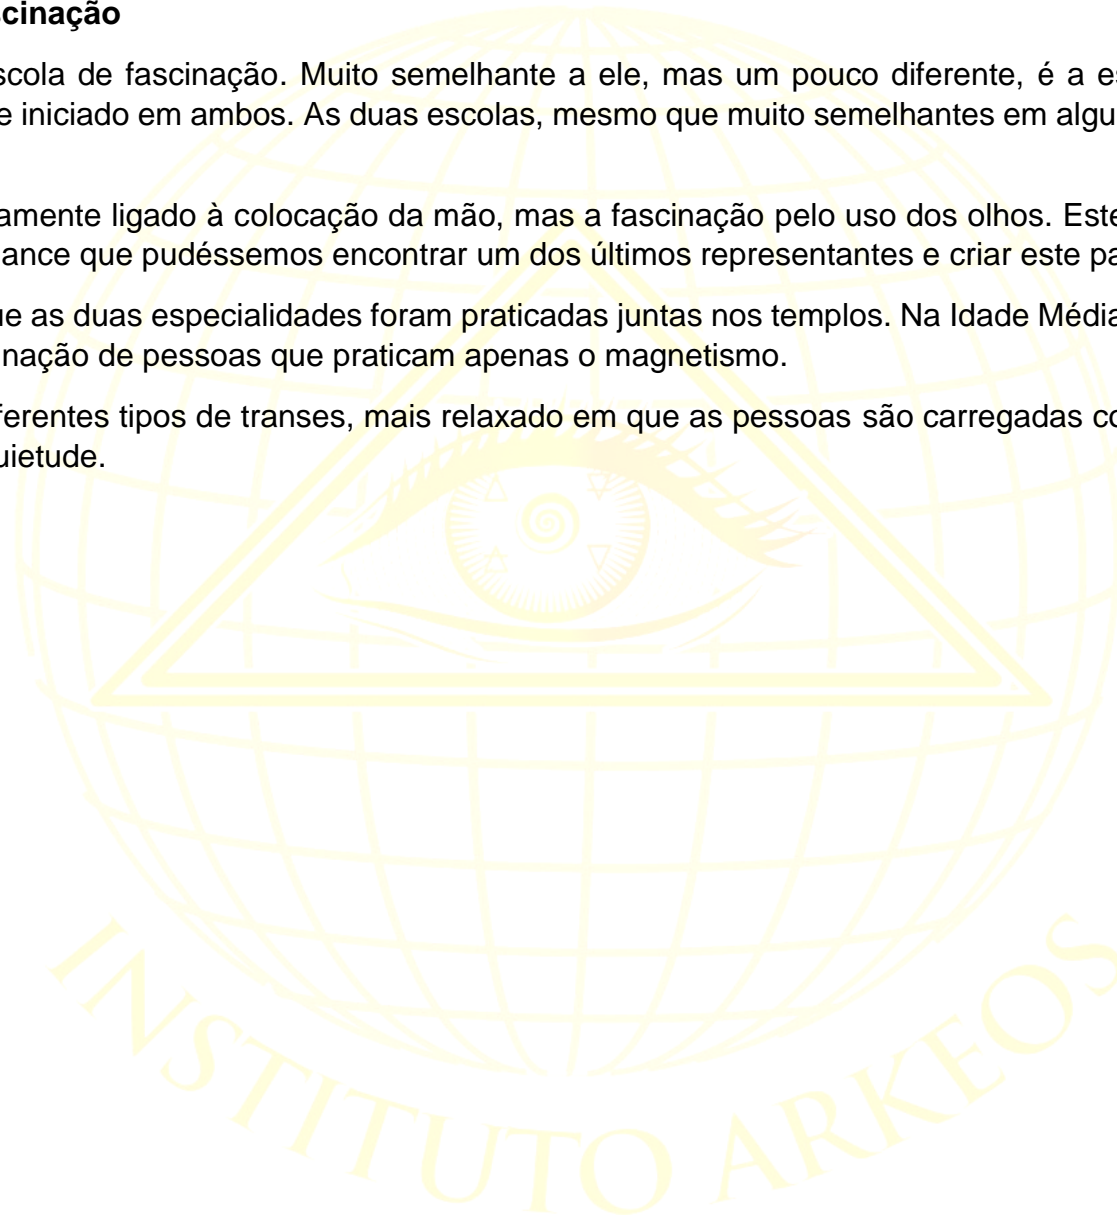 scinação
scola de fascinação. Muito semelhante a ele, mas um pouco diferente, é a es
e iniciado em ambos. As duas escolas, mesmo que muito semelhantes em algu
amente ligado à colocação da mão, mas a fascinação pelo uso dos olhos. Este
ance que pudéssemos encontrar um dos últimos representantes e criar este pa
ue as duas especialidades foram praticadas juntas nos templos. Na Idade Média
nação de pessoas que praticam apenas o magnetismo.
ferentes tipos de transes, mais relaxado em que as pessoas são carregadas co
uietude.
INSTITUTO ARKEOS